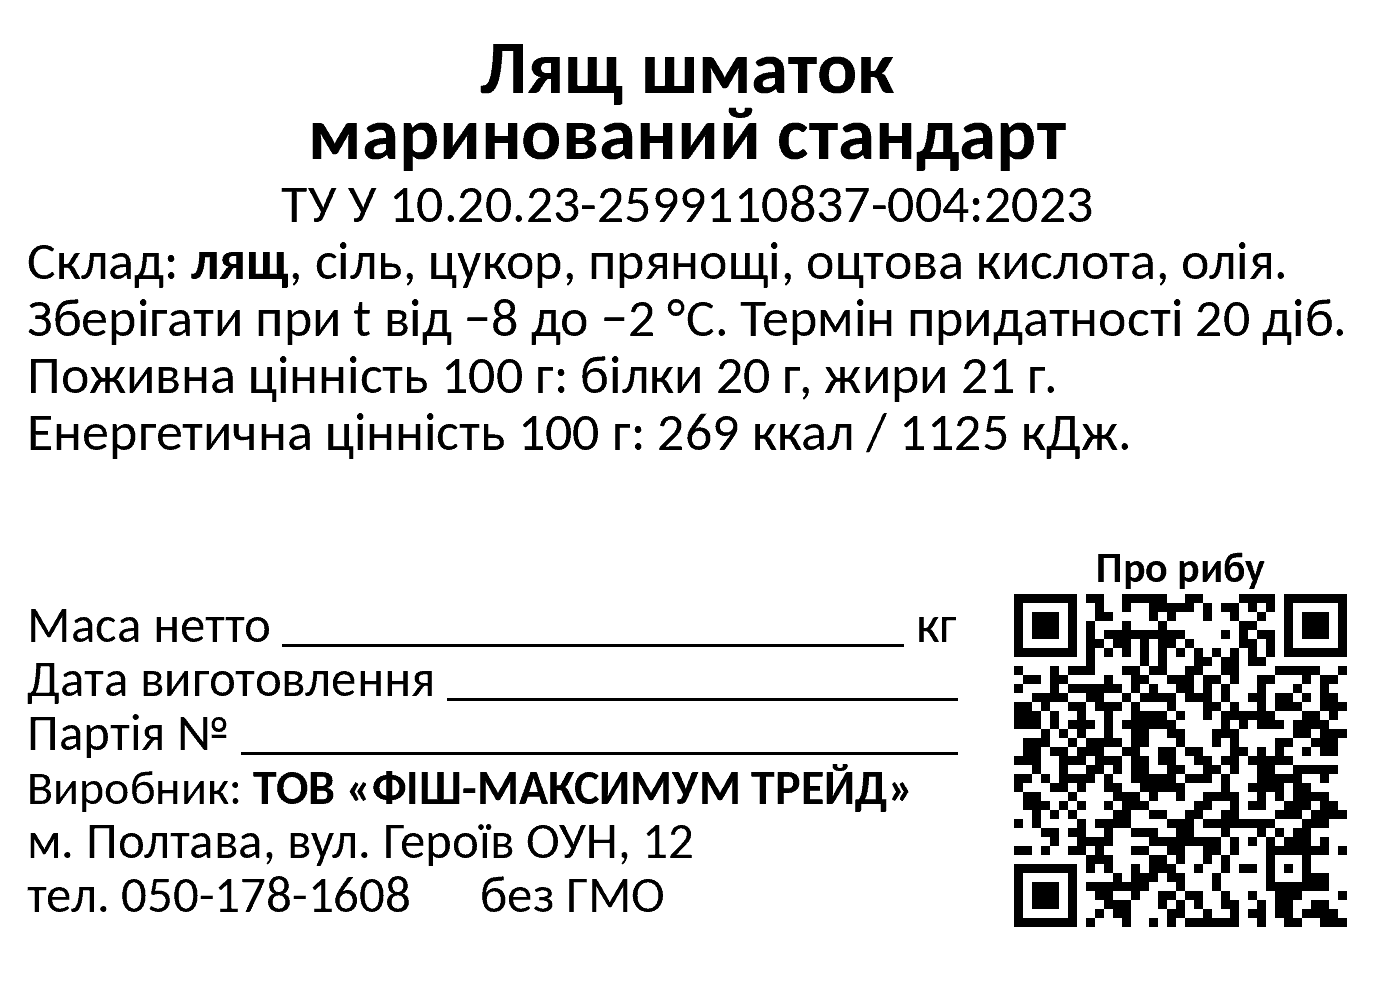 Лящ шматок
маринований стандарт
ТУ У 10.20.23-2599110837-004:2023
Склад: лящ, сіль, цукор, прянощі, оцтова кислота, олія.
Зберігати при t від −8 до −2 °С. Термін придатності 20 діб.
Поживна цінність 100 г: білки 20 г, жири 21 г.
Енергетична цінність 100 г: 269 ккал / 1125 кДж.
Про рибу
Маса нетто ____________ кг
Дата виготовлення ____________
Партія № ____________
Виробник: ТОВ «ФІШ-МАКСИМУМ ТРЕЙД»
м. Полтава, вул. Героїв ОУН, 12
тел. 050-178-1608 без ГМО